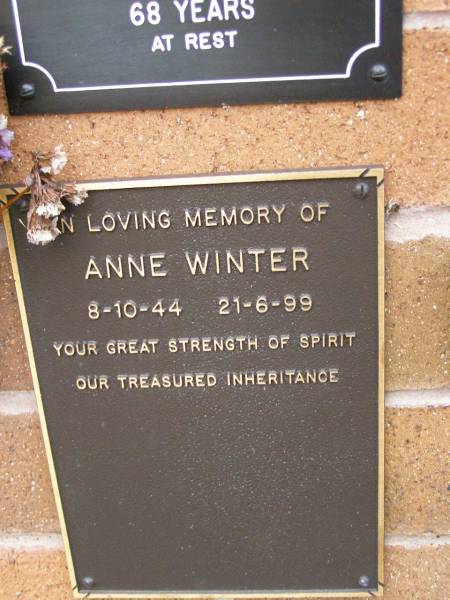 68 YEARS
AT REST
IN LOVING MEMORY OF
ANNE WINTER
8-10-44 21-6-99
YOUR GREAT STRENGTH OF SPIRIT
OUR TREASURED INHERITANCE